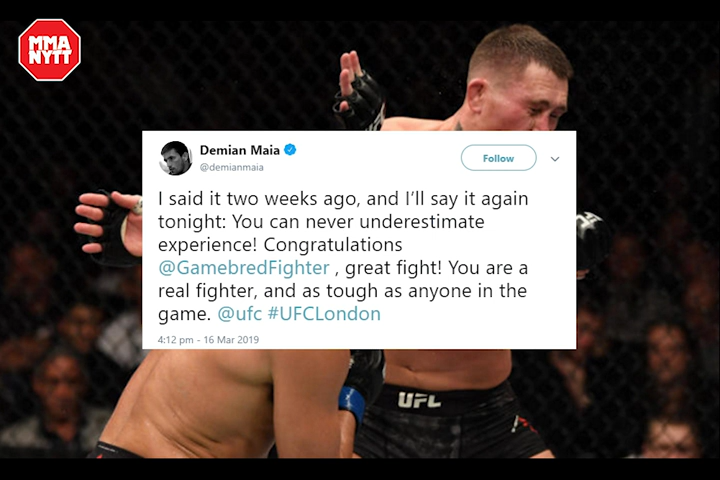 MMA
NYTT
Demian Maia
@demianmaia
Follow
I said it two weeks ago, and I'll say it again
tonight: You can never underestimate
experience! Congratulations
@GamebredFighter , great fight! You are a
real fighter, and as tough as anyone in the
game. @ufc #UFCLondon
4:12 pm - 16 Mar 2019
UFC